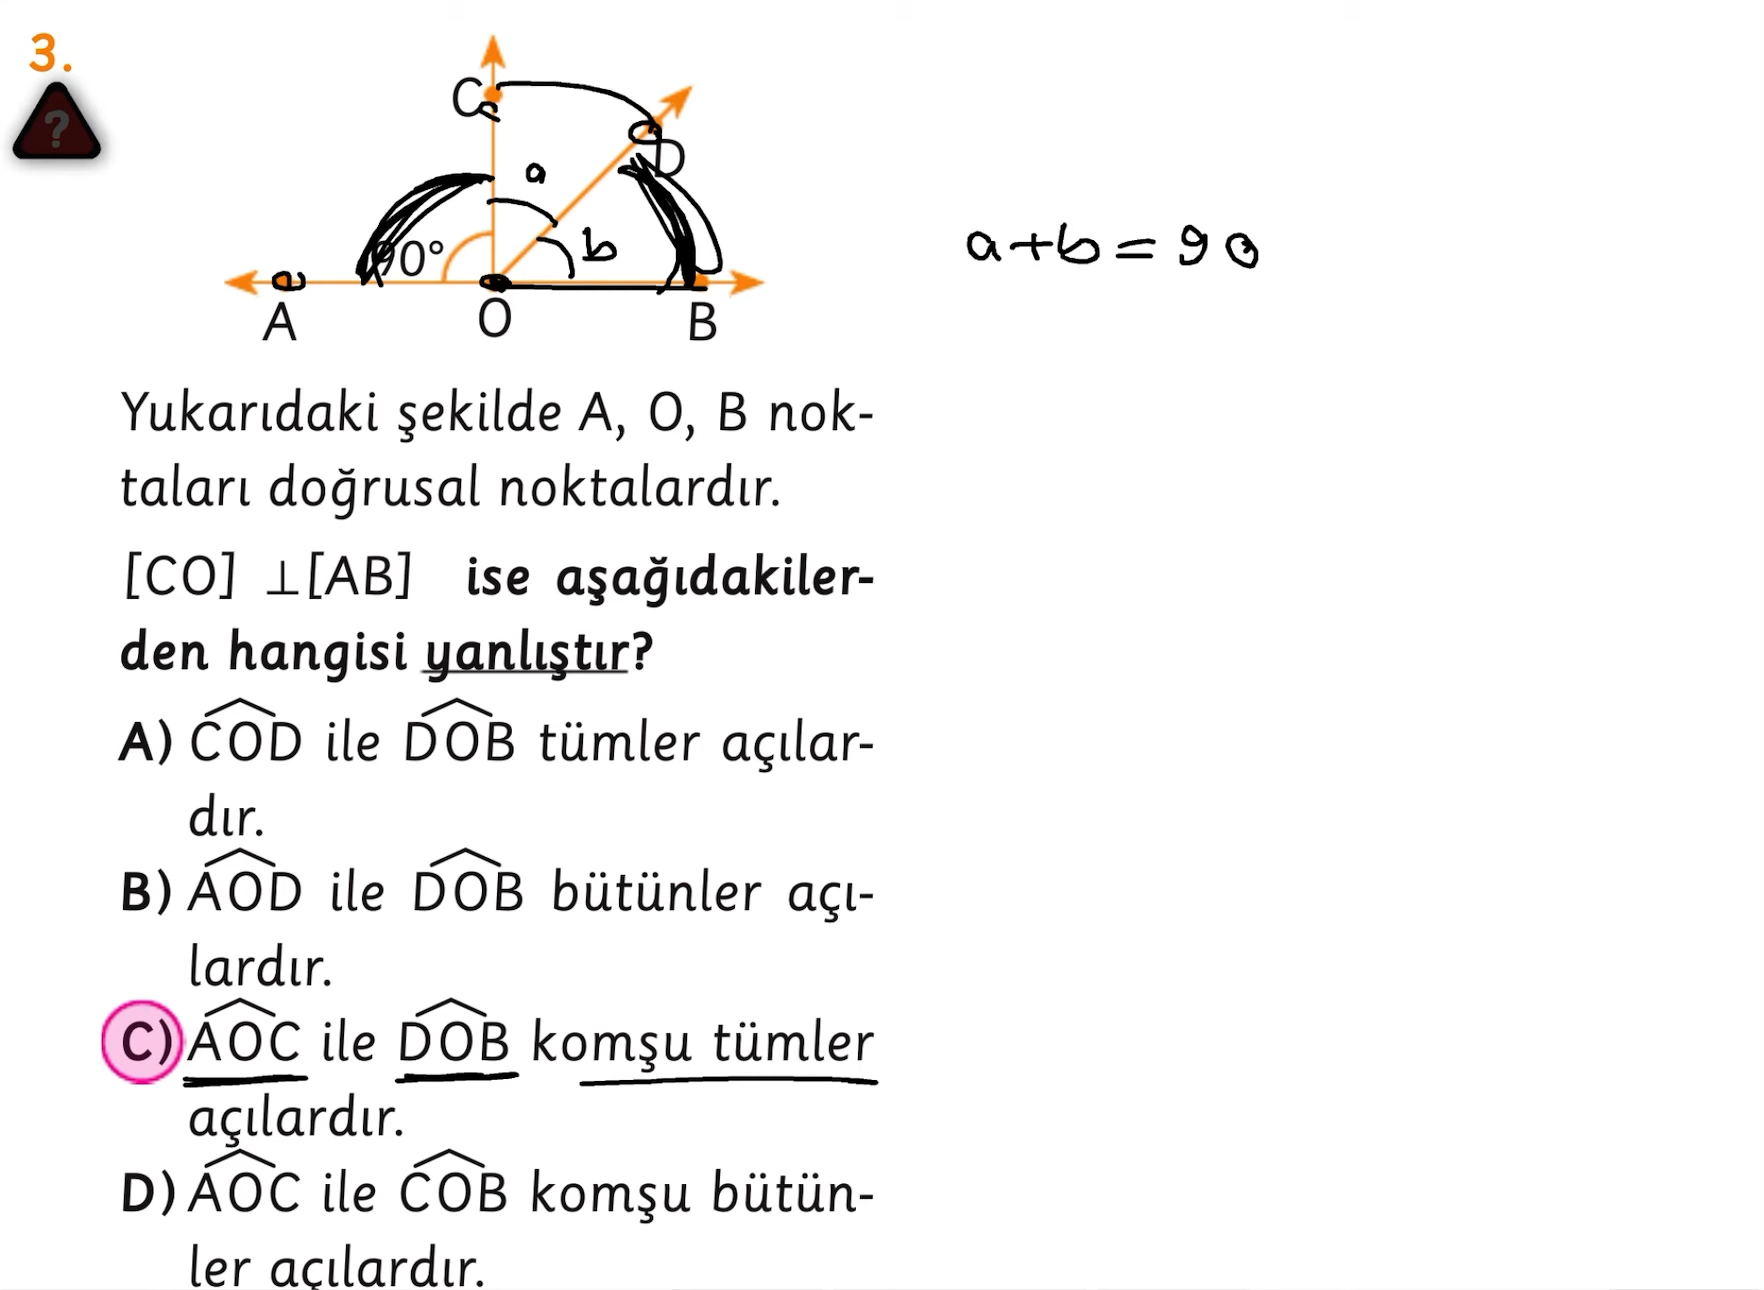 3.
?
C
D
a
90°
b
a+b=90
A
O
B
Yukarıdaki şekilde A, O, B nok-
taları doğrusal noktalardır.
[CO] ⊥[AB] ise aşağıdakiler-
den hangisi yanlıştır?
A) COD ile DOB tümler açılar-
dır.
B) AOD ile DOB bütünler açı-
lardır.
C) AOC ile DOB komşu tümler
açılardır.
D) AOC ile COB komşu bütün-
ler açılardır.